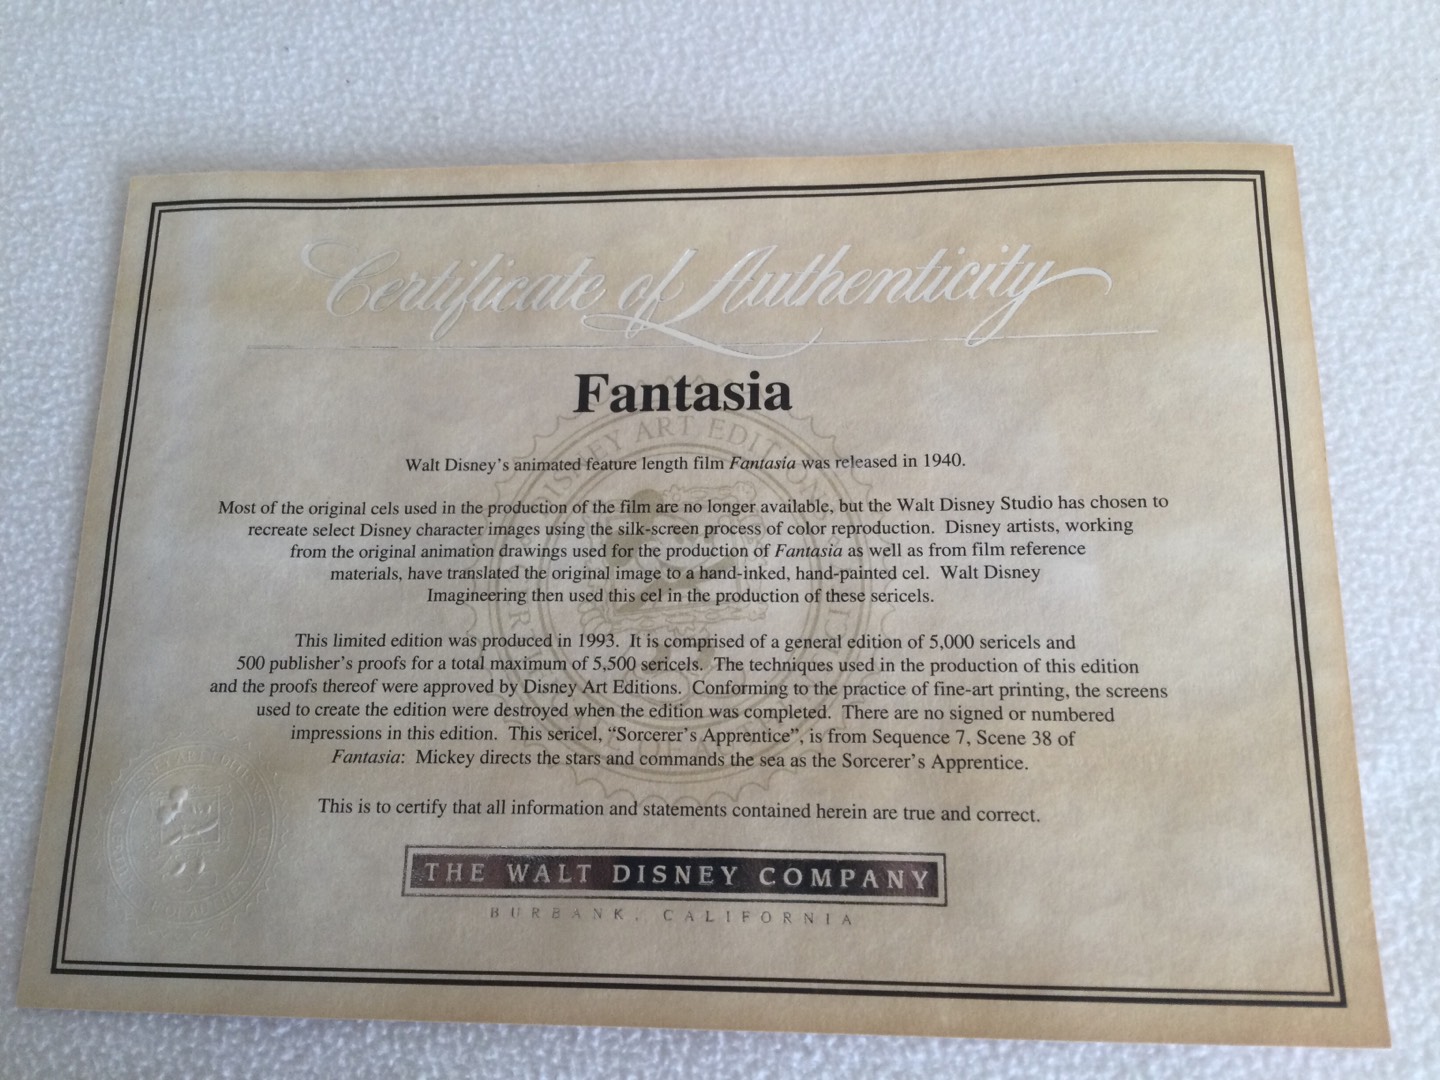 Certificate of Authenticity
Fantasia
DISNEY ART EDITION
Walt Disney's animated feature length film Fantasia was released in 1940.
Most of the original cels used in the production of the film are no longer available, but the Walt Disney Studio has chosen to
recreate select Disney character images using the silk-screen process of color reproduction. Disney artists, working
from the original animation drawings used for the production of Fantasia as well as from film reference
materials, have translated the original image to a hand-inked, hand-painted cel. Walt Disney
Imagineering then used this cel in the production of these sericels.
This limited edition was produced in 1993. It is comprised of a general edition of 5,000 sericels and
500 publisher's proofs for a total maximum of 5,500 sericels. The techniques used in the production of this edition
and the proofs thereof were approved by Disney Art Editions. Conforming to the practice of fine-art printing, the screens
used to create the edition were destroyed when the edition was completed. There are no signed or numbered
impressions in this edition. This sericel, “Sorcerer's Apprentice”, is from Sequence 7, Scene 38 of
Fantasia: Mickey directs the stars and commands the sea as the Sorcerer's Apprentice.
This is to certify that all information and statements contained herein are true and correct.
THE WALT DISNEY COMPANY
BURBANK, CALIFORNIA